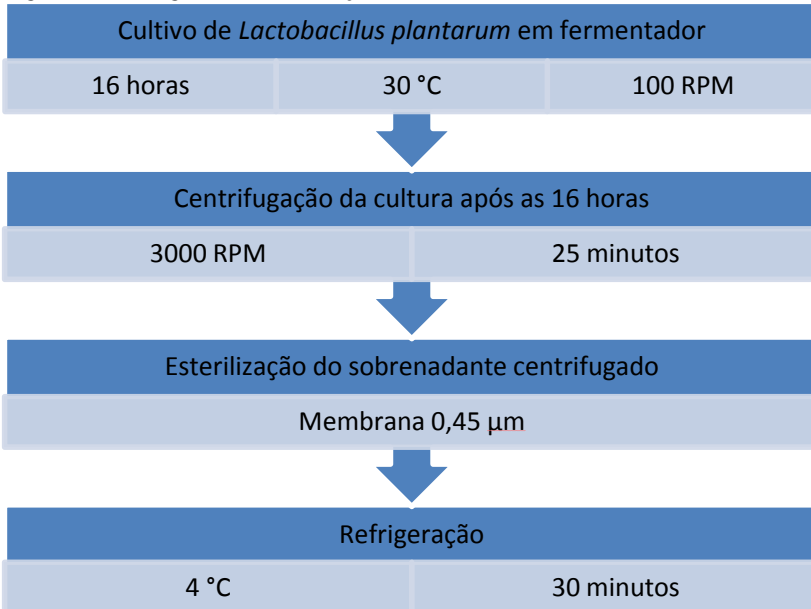 Cultivo de Lactobacillus plantarum em fermentador
16 horas
30 °C
100 RPM
Centrifugação da cultura após as 16 horas
3000 RPM
25 minutos
Esterilização do sobrenadante centrifugado
Membrana 0,45 µm
Refrigeração
4 °C
30 minutos